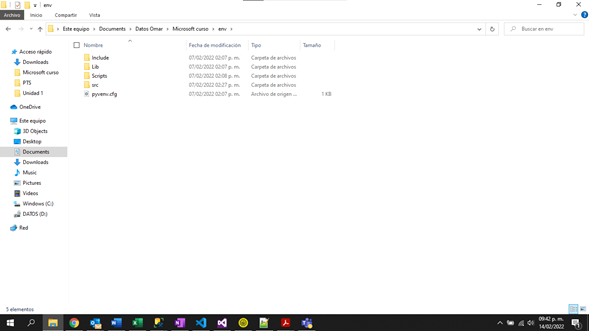 env
Archivo Inicio Compartir Vista
Este equipo > Documents > Datos Omar > Microsoft curso > env >
Buscar en env
Nombre Fecha de modificación Tipo Tamaño
Include 07/02/2022 02:07 p. m. Carpeta de archivos
Lib 07/02/2022 02:07 p. m. Carpeta de archivos
Scripts 07/02/2022 02:08 p. m. Carpeta de archivos
src 07/02/2022 02:27 p. m. Carpeta de archivos
pyvenv.cfg 07/02/2022 02:07 p. m. Archivo de origen ... 1 KB
Acceso rápido
Downloads
Microsoft curso
PTS
Unidad 1
OneDrive
Este equipo
3D Objects
Desktop
Documents
Downloads
Music
Pictures
Videos
Windows (C:)
DATOS (D:)
Red
5 elementos
09:42 p. m.
14/02/2022